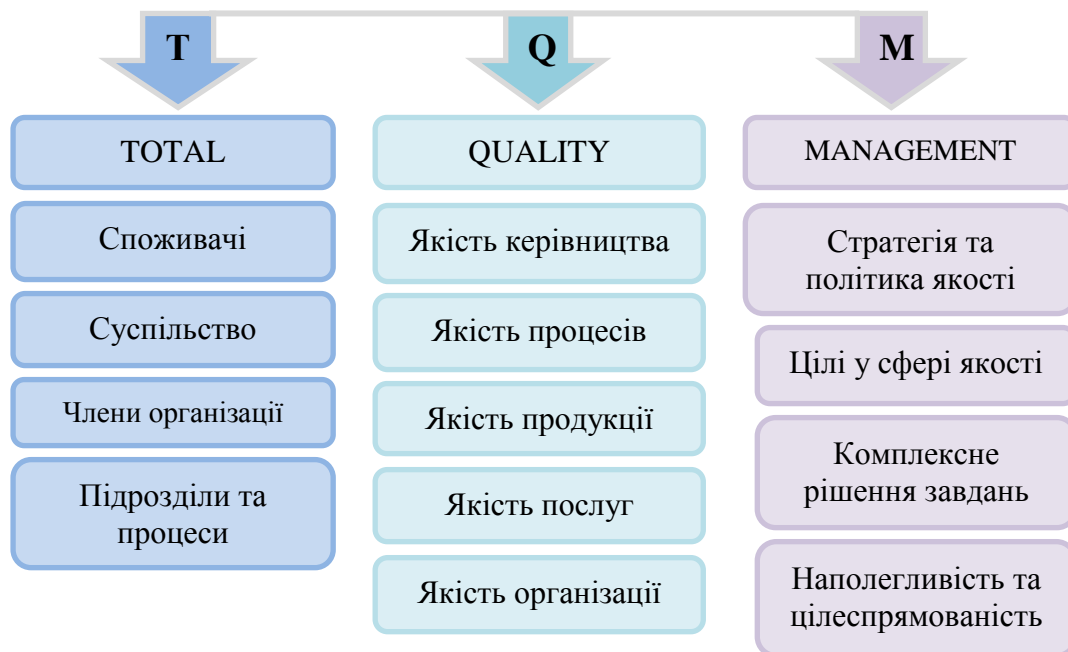 T
Q
M
TOTAL
Споживачі
Суспільство
Члени організації
Підрозділи та
процеси
QUALITY
Якість керівництва
Якість процесів
Якість продукції
Якість послуг
Якість організації
MANAGEMENT
Стратегія та
політика якості
Цілі у сфері якості
Комплексне
рішення завдань
Наполегливість та
цілеспрямованість